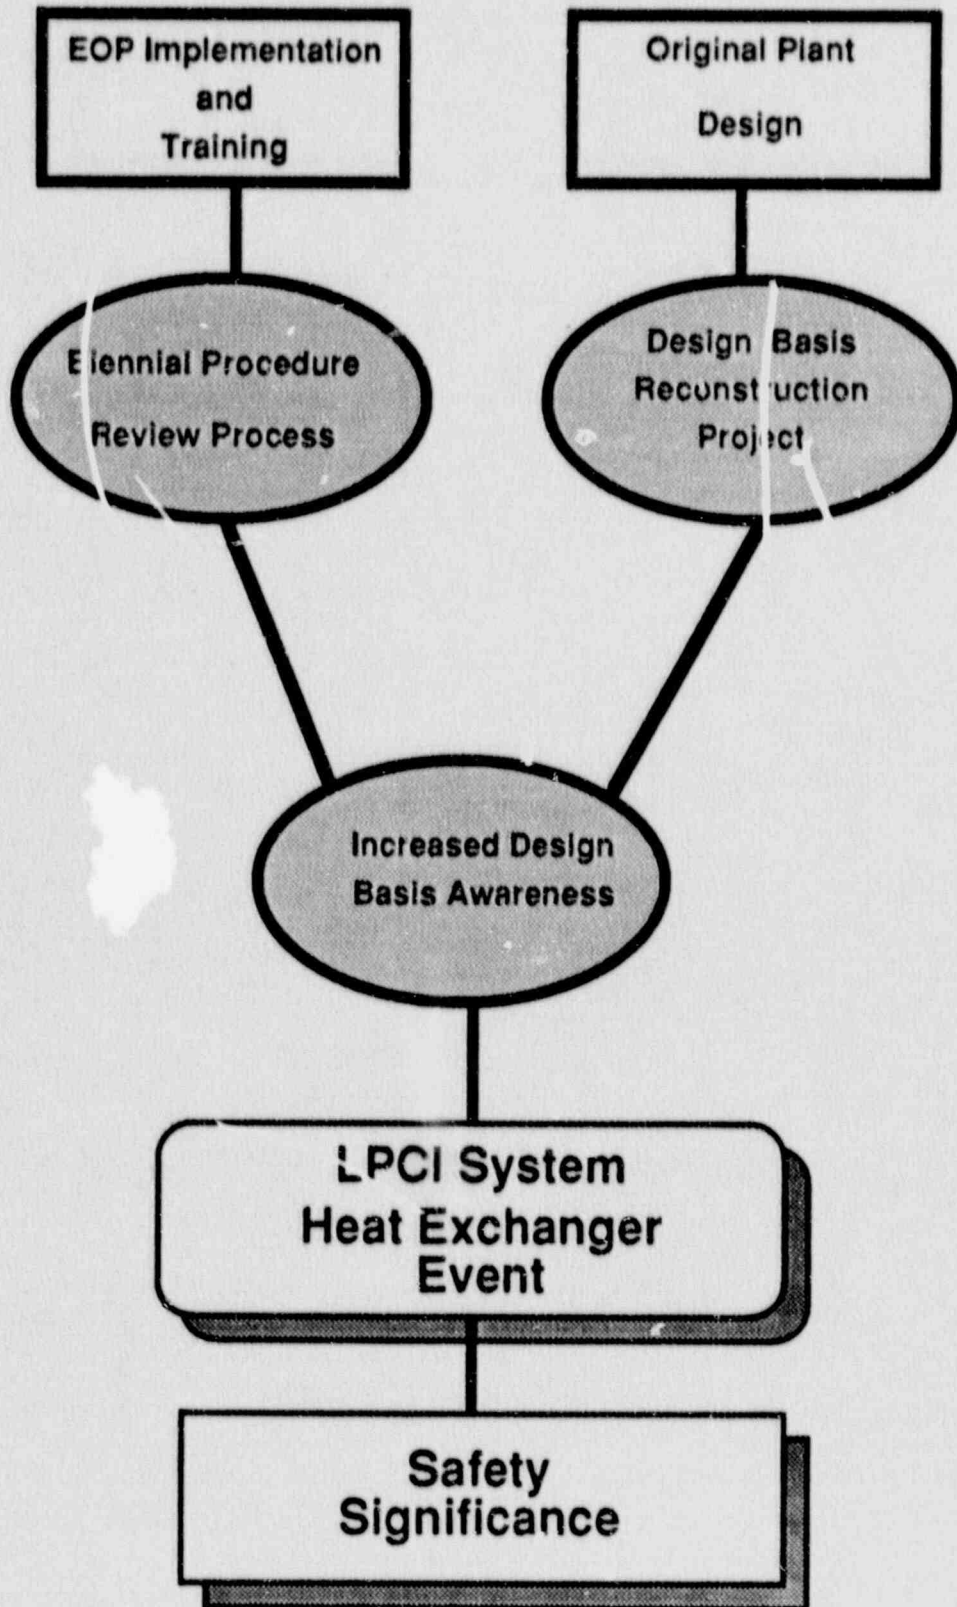 EOP Implementation
and
Training
Original Plant
Design
Biennial Procedure
Review Process
Design Basis
Reconstruction
Project
Increased Design
Basis Awareness
LPCI System
Heat Exchanger
Event
Safety
Significance